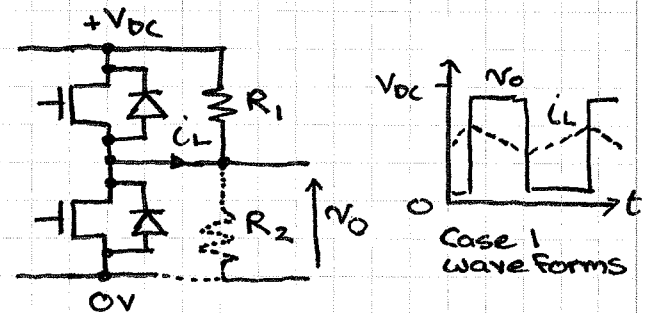 +VDC
R1
iL
R2
vo
0V
VDC
vo
iL
0
t
Case 1
waveforms